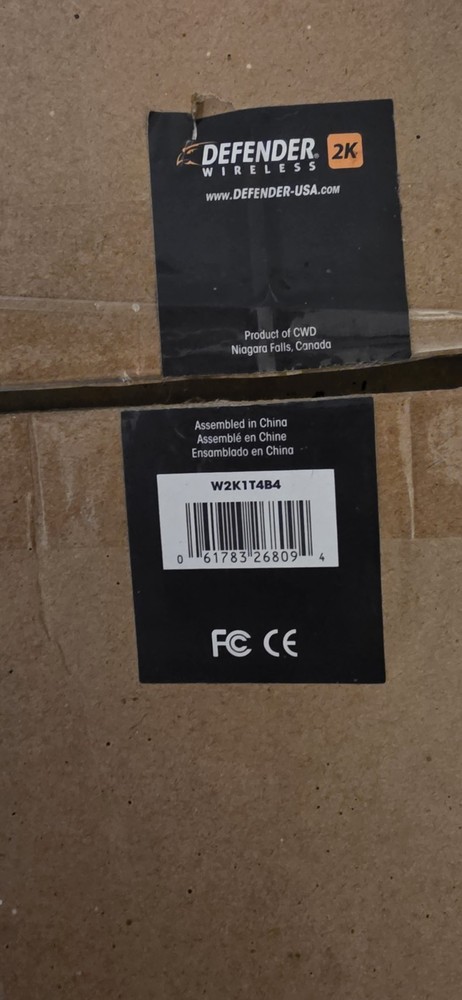 DEFENDER® 2K
WIRELESS
www.DEFENDER-USA.COM
Product of CWD
Niagara Falls, Canada
Assembled in China
Assemblé en Chine
Ensamblado en China
W2K1T4B4
0 61783 26809 4
FC CE